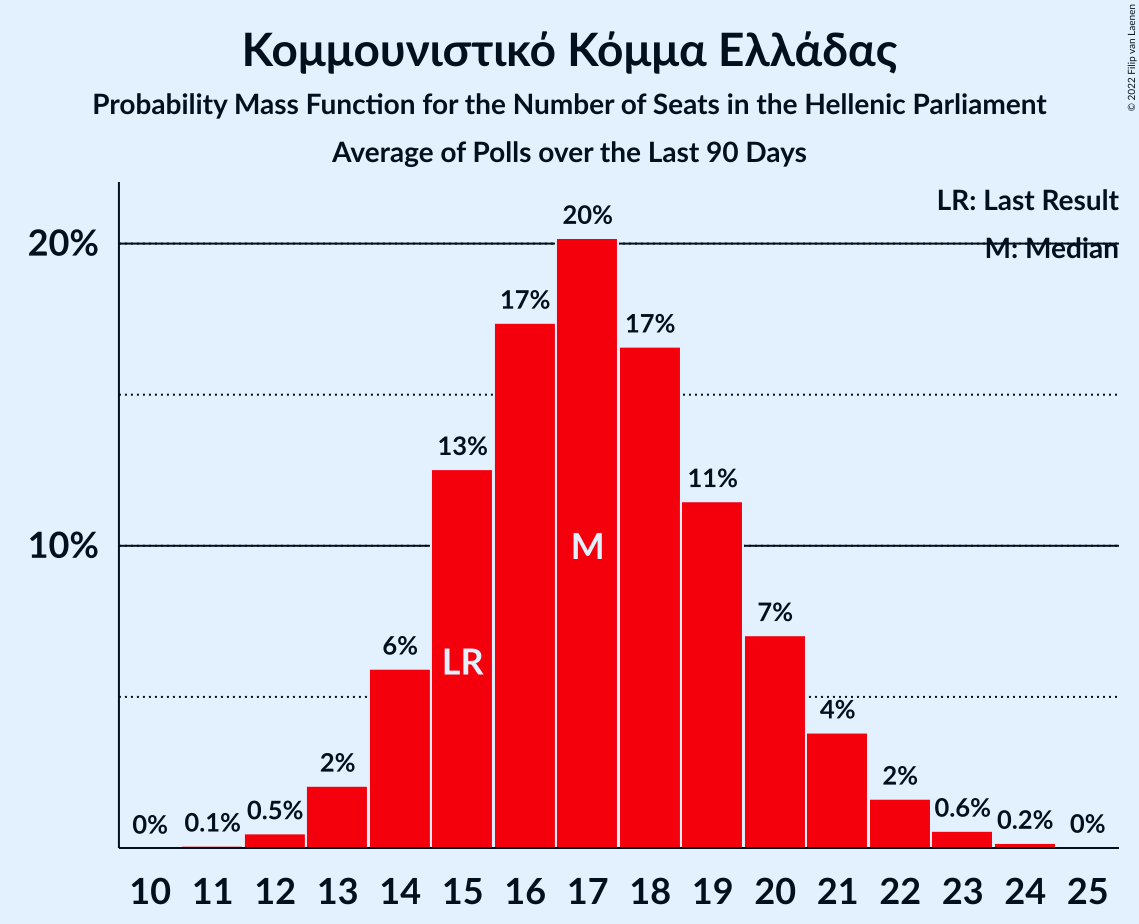 Κομμουνιστικό Κόμμα Ελλάδας
Probability Mass Function for the Number of Seats in the Hellenic Parliament
Average of Polls over the Last 90 Days
© 2022 Filip van Laenen
LR: Last Result
M: Median
20%
10%
0%
0.1%
0.5%
2%
6%
13%
17%
20%
17%
11%
7%
4%
2%
0.6%
0.2%
0%
LR
M
10 11 12 13 14 15 16 17 18 19 20 21 22 23 24 25